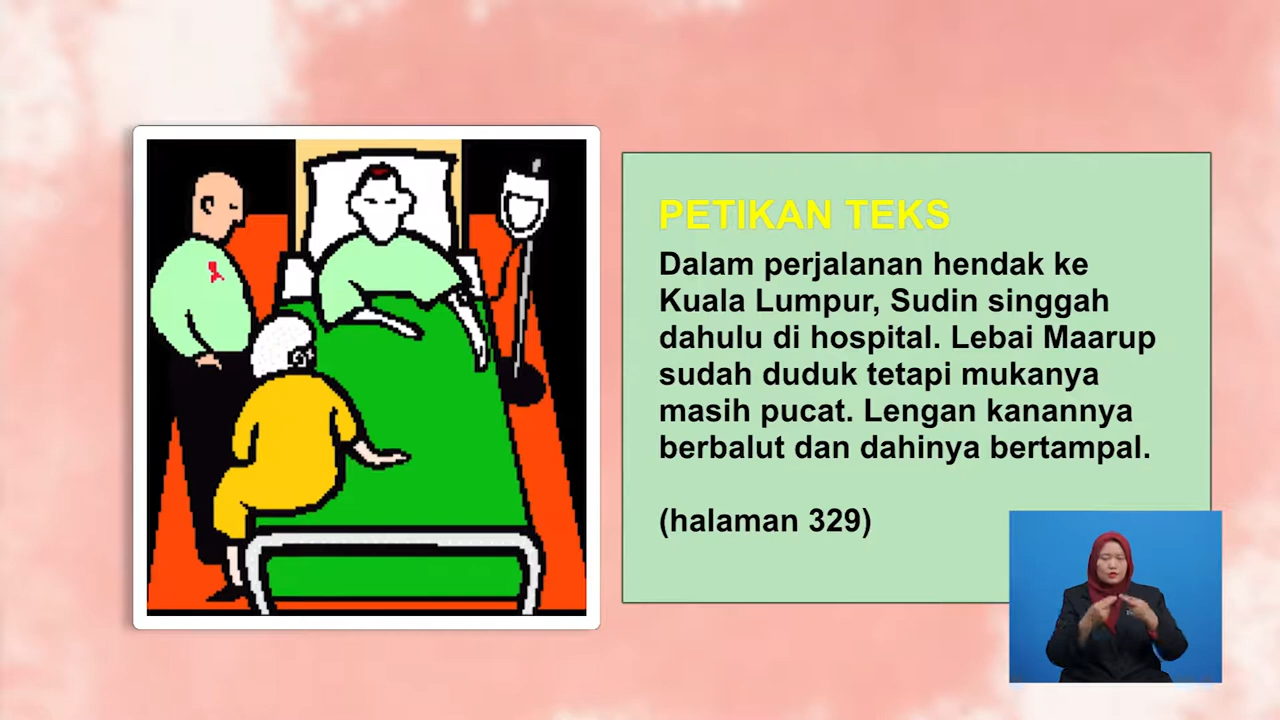 PETIKAN TEKS
Dalam perjalanan hendak ke
Kuala Lumpur, Sudin singgah
dahulu di hospital. Lebai Maarup
sudah duduk tetapi mukanya
masih pucat. Lengan kanannya
berbalut dan dahinya bertampal.
(halaman 329)